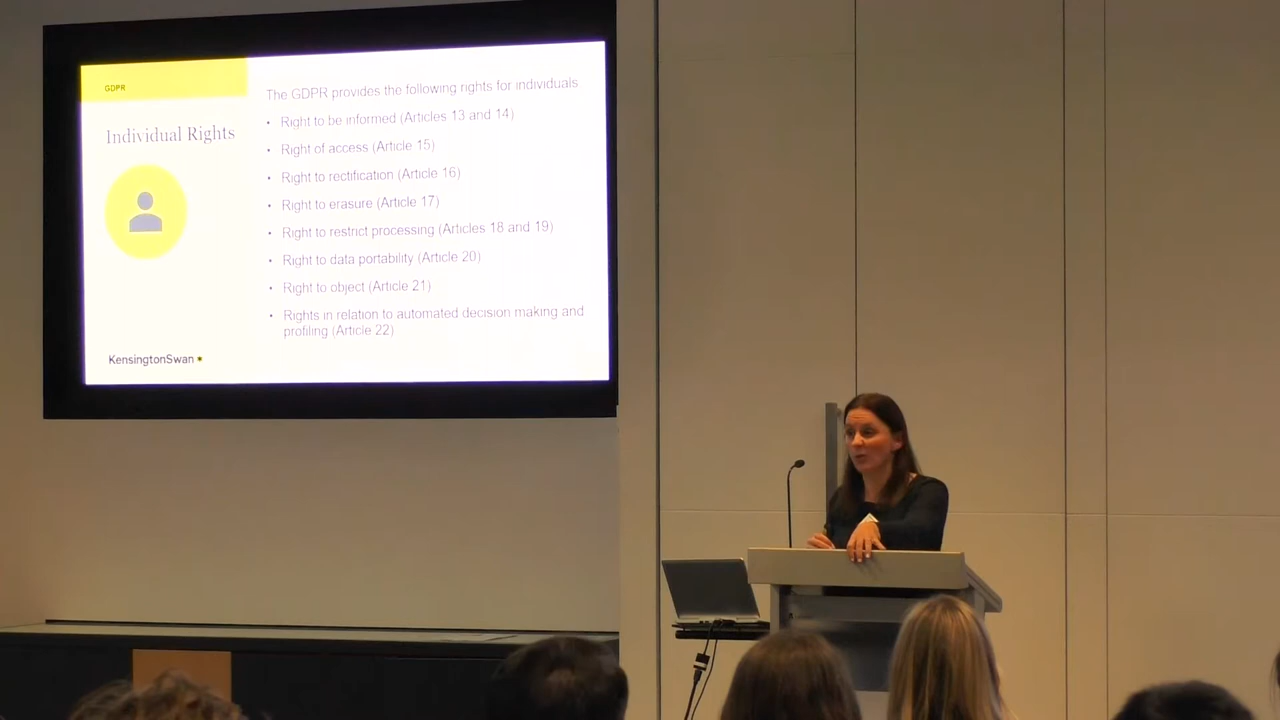 GDPR
Individual Rights
The GDPR provides the following rights for individuals
• Right to be informed (Articles 13 and 14)
• Right of access (Article 15)
• Right to rectification (Article 16)
• Right to erasure (Article 17)
• Right to restrict processing (Articles 18 and 19)
• Right to data portability (Article 20)
• Right to object (Article 21)
• Rights in relation to automated decision making and
profiling (Article 22)
KensingtonSwan